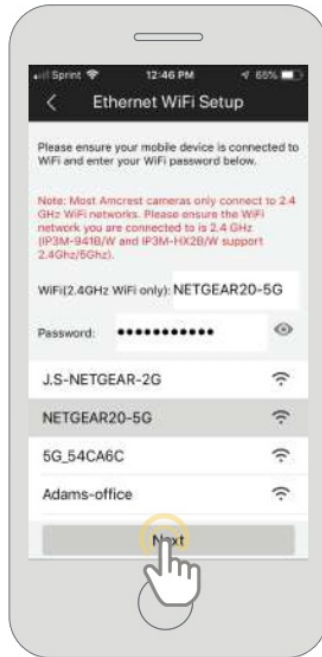 Sprint 12:46 PM 65%
Ethernet WiFi Setup
Please ensure your mobile device is connected to
WiFi and enter your WiFi password below.
Note: Most Amcrest cameras only connect to 2.4
GHz WiFi networks. Please ensure the WiFi
network you are connected to is 2.4 GHz
(IP3M-941B/W and IP3M-HX2B/W support
2.4Ghz/5Ghz).
WiFi(2.4GHz WiFi only): NETGEAR20-5G
Password: •••••••••••
J.S-NETGEAR-2G
NETGEAR20-5G
5G_54CA6C
Adams-office
Next